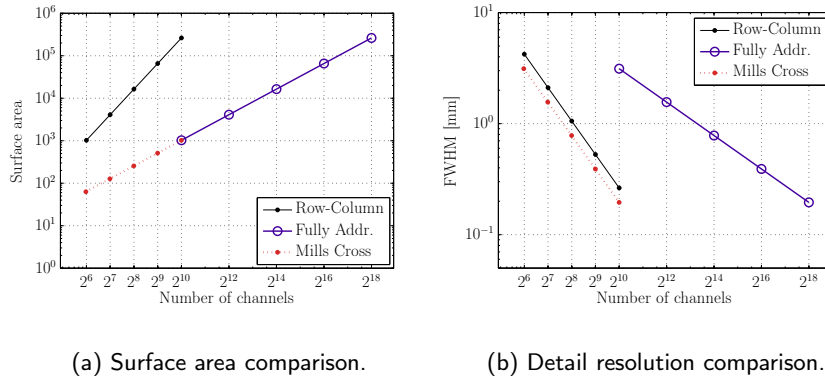 10^6
10^5
10^4
10^3
10^2
10^1
10^0
Surface area
Row-Column
Fully Addr.
Mills Cross
2^6 2^7 2^8 2^9 2^10 2^12 2^14 2^16 2^18
Number of channels
(a) Surface area comparison.
10^1
10^0
10^−1
FWHM [mm]
Row-Column
Fully Addr.
Mills Cross
2^6 2^7 2^8 2^9 2^10 2^12 2^14 2^16 2^18
Number of channels
(b) Detail resolution comparison.